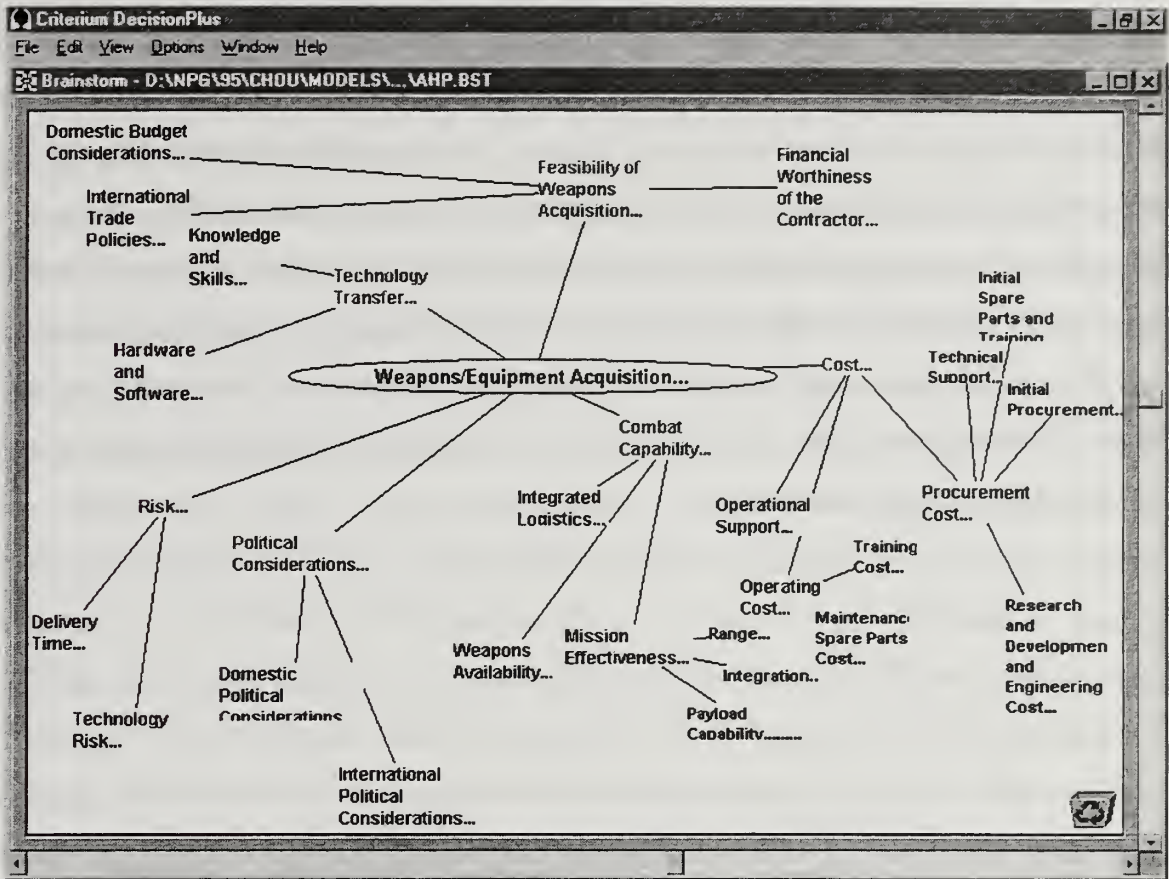 Criterium DecisionPlus
File Edit View Options Window Help
Brainstorm - D:\NPG\95\CHOU\MODELS\...\AHP.BST
Domestic Budget
Considerations...
International
Trade
Policies...
Knowledge
and
Skills...
Technology
Transfer...
Hardware
and
Software...
Feasibility of
Weapons
Acquisition...
Financial
Worthiness
of the
Contractor...
Weapons/Equipment Acquisition...
Cost...
Initial
Spare
Parts and
Training
Technical
Support...
Initial
Procurement..
Combat
Capability...
Integrated
Logistics...
Operational
Support...
Procurement
Cost...
Risk...
Political
Considerations...
Training
Cost...
Operating
Cost...
Maintenanc
Spare Parts
Cost...
Research
and
Developmen
and
Engineering
Cost...
Delivery
Time...
Technology
Risk...
Domestic
Political
Considerations
Weapons
Availability...
Mission
Effectiveness...
Range...
Integration..
Payload
Capability........
International
Political
Considerations...